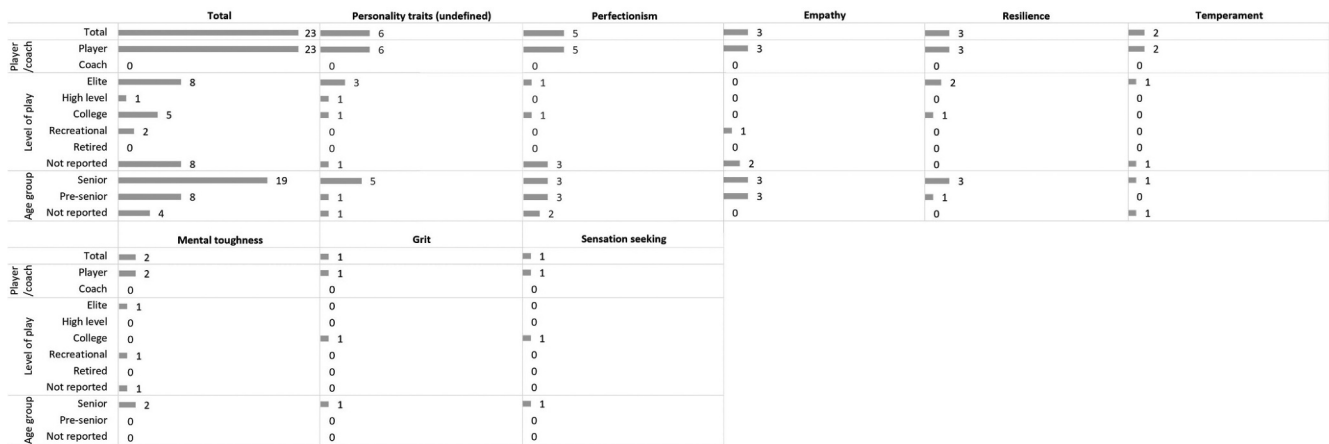 Total Personality traits (undefined) Perfectionism Empathy Resilience Temperament
Player /coach
Total 23 6 5 3 3 2
Player 23 6 5 3 3 2
Coach 0 0 0 0 0 0
Level of play
Elite 8 3 1 0 2 1
High level 1 1 0 0 0 0
College 5 1 1 0 1 0
Recreational 2 0 0 1 0 0
Retired 0 0 0 0 0 0
Not reported 8 1 3 2 0 1
Age group
Senior 19 5 3 3 3 1
Pre-senior 8 1 3 3 1 0
Not reported 4 1 2 0 0 1
Mental toughness Grit Sensation seeking
Player /coach
Total 2 1 1
Player 2 1 1
Coach 0 0 0
Level of play
Elite 1 0 0
High level 0 0 0
College 0 1 1
Recreational 1 0 0
Retired 0 0 0
Not reported 1 0 0
Age group
Senior 2 1 1
Pre-senior 0 0 0
Not reported 0 0 0